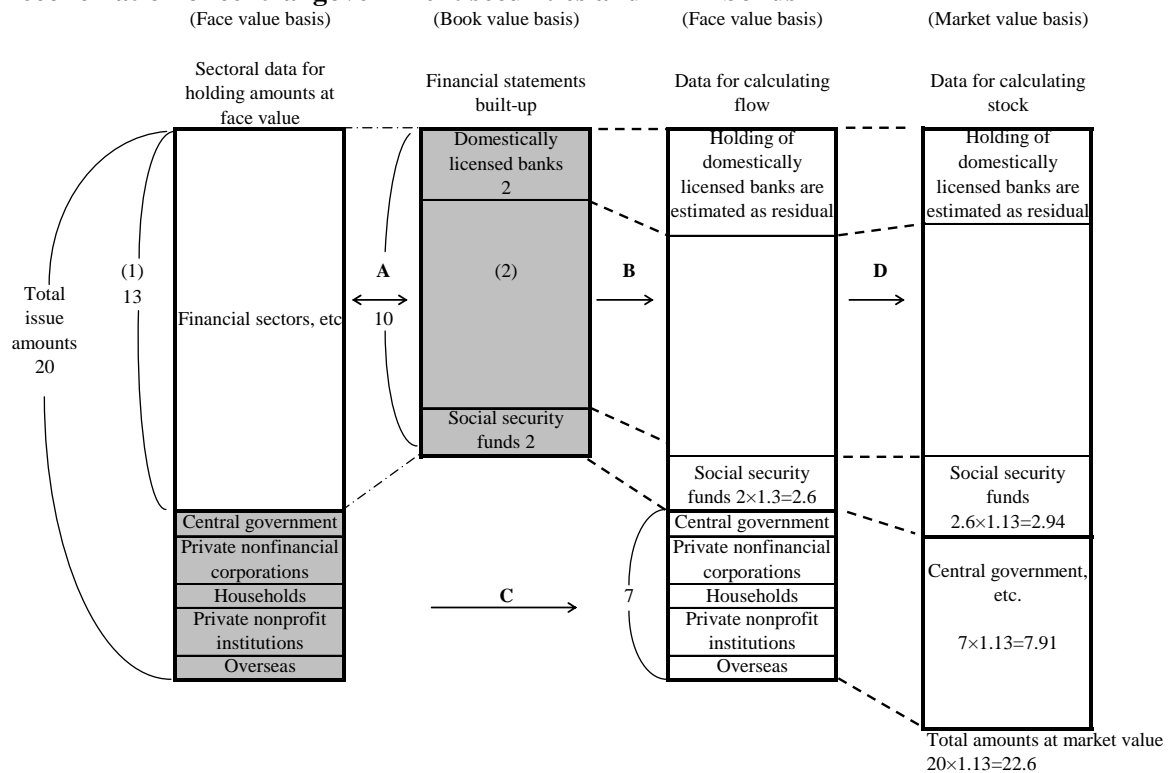 of central government securities and
(Face value basis)
(Book value basis)
(Face value basis)
(Market value basis)
Sectoral data for
holding amounts at
face value
Financial statements
built-up
Data for calculating
flow
Data for calculating
stock
Total
issue
amounts
20
(1)
13
Financial sectors, etc
Central government
Private nonfinancial
corporations
Households
Private nonprofit
institutions
Overseas
A
10
Domestically
licensed banks
2
(2)
Social security
funds 2
B
C
7
Holding of
domestically
licensed banks are
estimated as residual
Social security
funds 2×1.3=2.6
Central government
Private nonfinancial
corporations
Households
Private nonprofit
institutions
Overseas
D
Holding of
domestically
licensed banks are
estimated as residual
Social security
funds
2.6×1.13=2.94
Central government,
etc.
7×1.13=7.91
Total amounts at market value
20×1.13=22.6